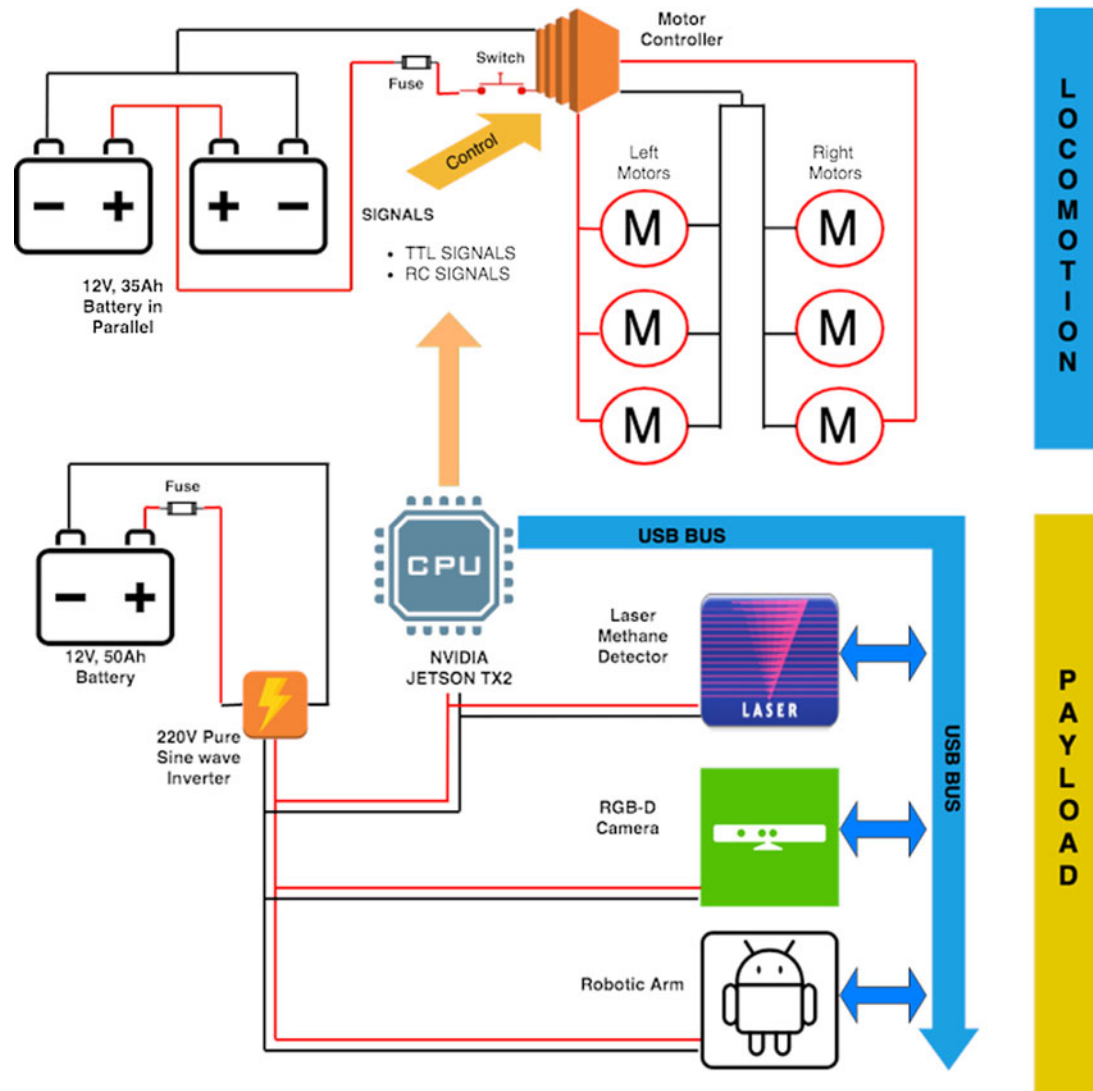 Motor
Controller
Switch
Fuse
Control
Left
Motors
Right
Motors
M
M
M
M
M
M
SIGNALS
• TTL SIGNALS
• RC SIGNALS
12V, 35Ah
Battery in
Parallel
LOCOMOTION
Fuse
12V, 50Ah
Battery
CPU
NVIDIA
JETSON TX2
USB BUS
Laser
Methane
Detector
LASER
220V Pure
Sine wave
Inverter
RGB-D
Camera
USB BUS
Robotic Arm
PAYLOAD